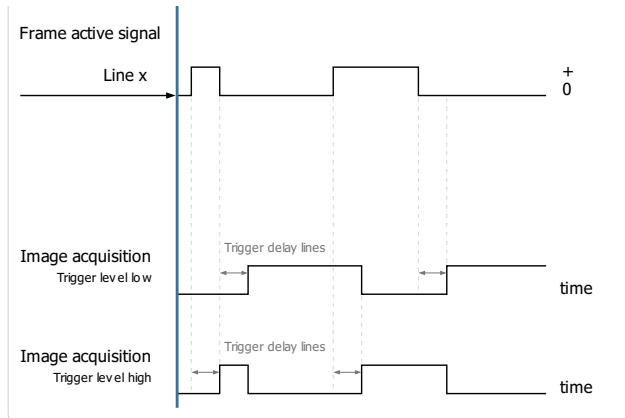 Frame active signal
Line x
+
0
Image acquisition
Trigger level low
Trigger delay lines
time
Image acquisition
Trigger level high
Trigger delay lines
time